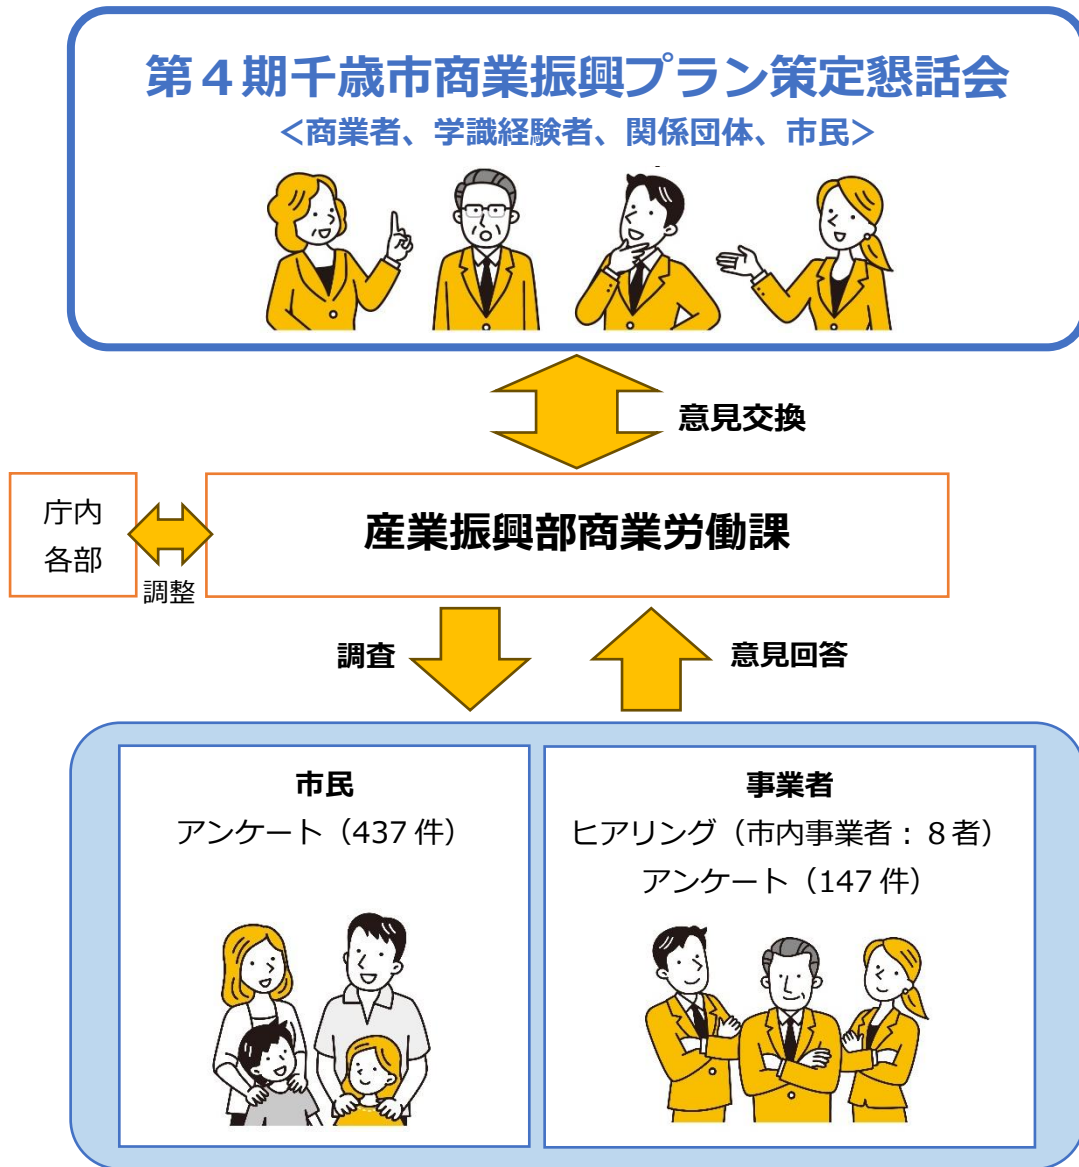 第４期千歳市商業振興プラン策定懇話会
<商業者、学識経験者、関係団体、市民>
意見交換
庁内
各部
調整
産業振興部商業労働課
調査
意見回答
市民
アンケート（437 件）
事業者
ヒアリング（市内事業者：８者）
アンケート（147 件）